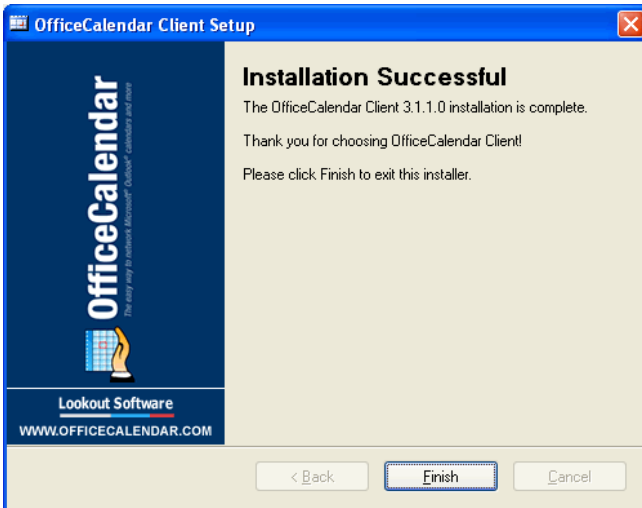 OfficeCalendar Client Setup
OfficeCalendar
The easy way to network Microsoft® Outlook® calendars and more
Lookout Software
WWW.OFFICECALENDAR.COM
Installation Successful
The OfficeCalendar Client 3.1.1.0 installation is complete.
Thank you for choosing OfficeCalendar Client!
Please click Finish to exit this installer.
< Back
Finish
Cancel